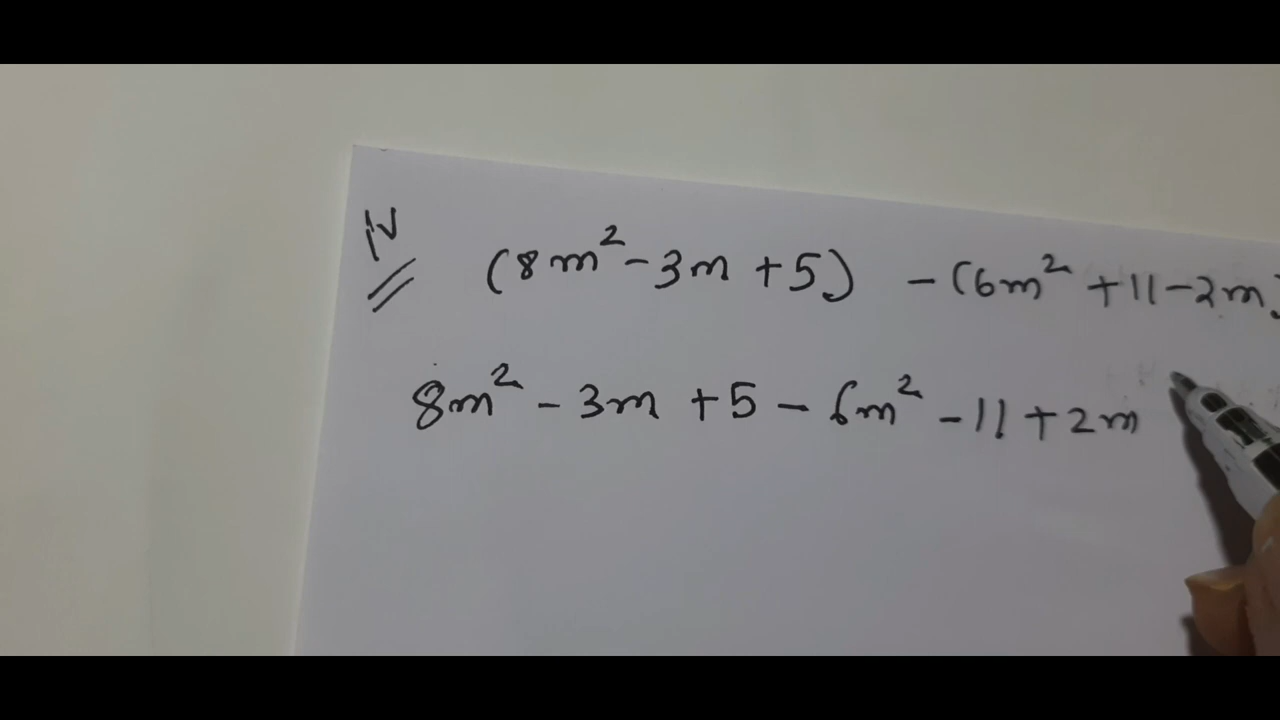 IV (8m² - 3m + 5) - (6m² + 11 - 2m)
8m² - 3m + 5 - 6m² - 11 + 2m